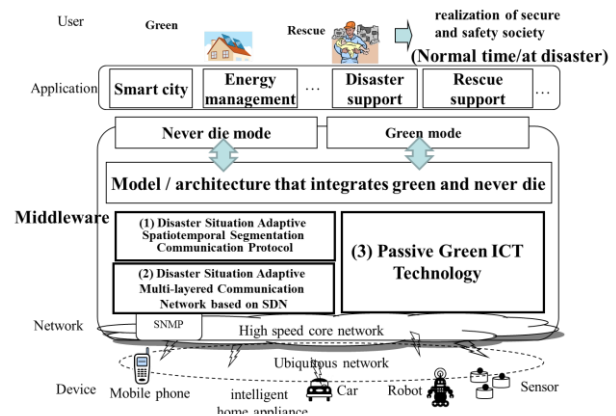 User
Green
Rescue
realization of secure
and safety society
(Normal time/at disaster)
Application
Smart city
Energy
management
...
Disaster
support
Rescue
support
...
Never die mode
Green mode
Model / architecture that integrates green and never die
Middleware
(1) Disaster Situation Adaptive
Spatiotemporal Segmentation
Communication Protocol
(2) Disaster Situation Adaptive
Multi-layered Communication
Network based on SDN
(3) Passive Green ICT
Technology
Network
SNMP
High speed core network
Ubiquitous network
Device
Mobile phone
intelligent
home appliance
Car
Robot
Sensor